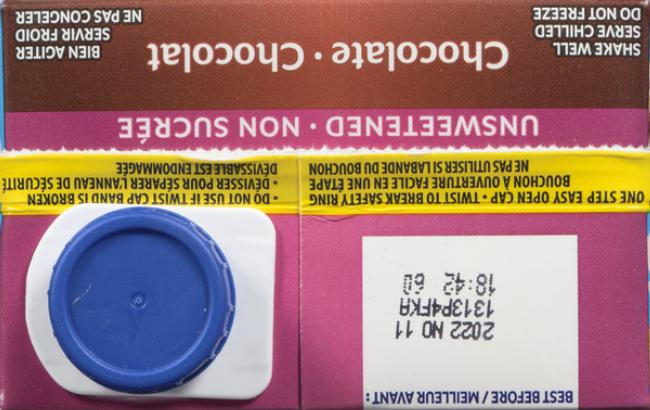 BEST BEFORE / MEILLEUR AVANT :
2022 NO 11
1313P4FKA
18:42 60
ONE STEP EASY OPEN CAP • TWIST TO BREAK SAFETY RING
• DO NOT USE IF TWIST CAP BAND IS BROKEN
BOUCHON À OUVERTURE FACILE EN UNE ÉTAPE
• DÉVISSER POUR SÉPARER L'ANNEAU DE SÉCURITÉ
NE PAS UTILISER SI LA BANDE DU BOUCHON
DÉVISSABLE EST ENDOMMAGÉE
UNSWEETENED • NON SUCRÉE
SHAKE WELL
SERVE CHILLED
DO NOT FREEZE
Chocolate • Chocolat
BIEN AGITER
SERVIR FROID
NE PAS CONGELER